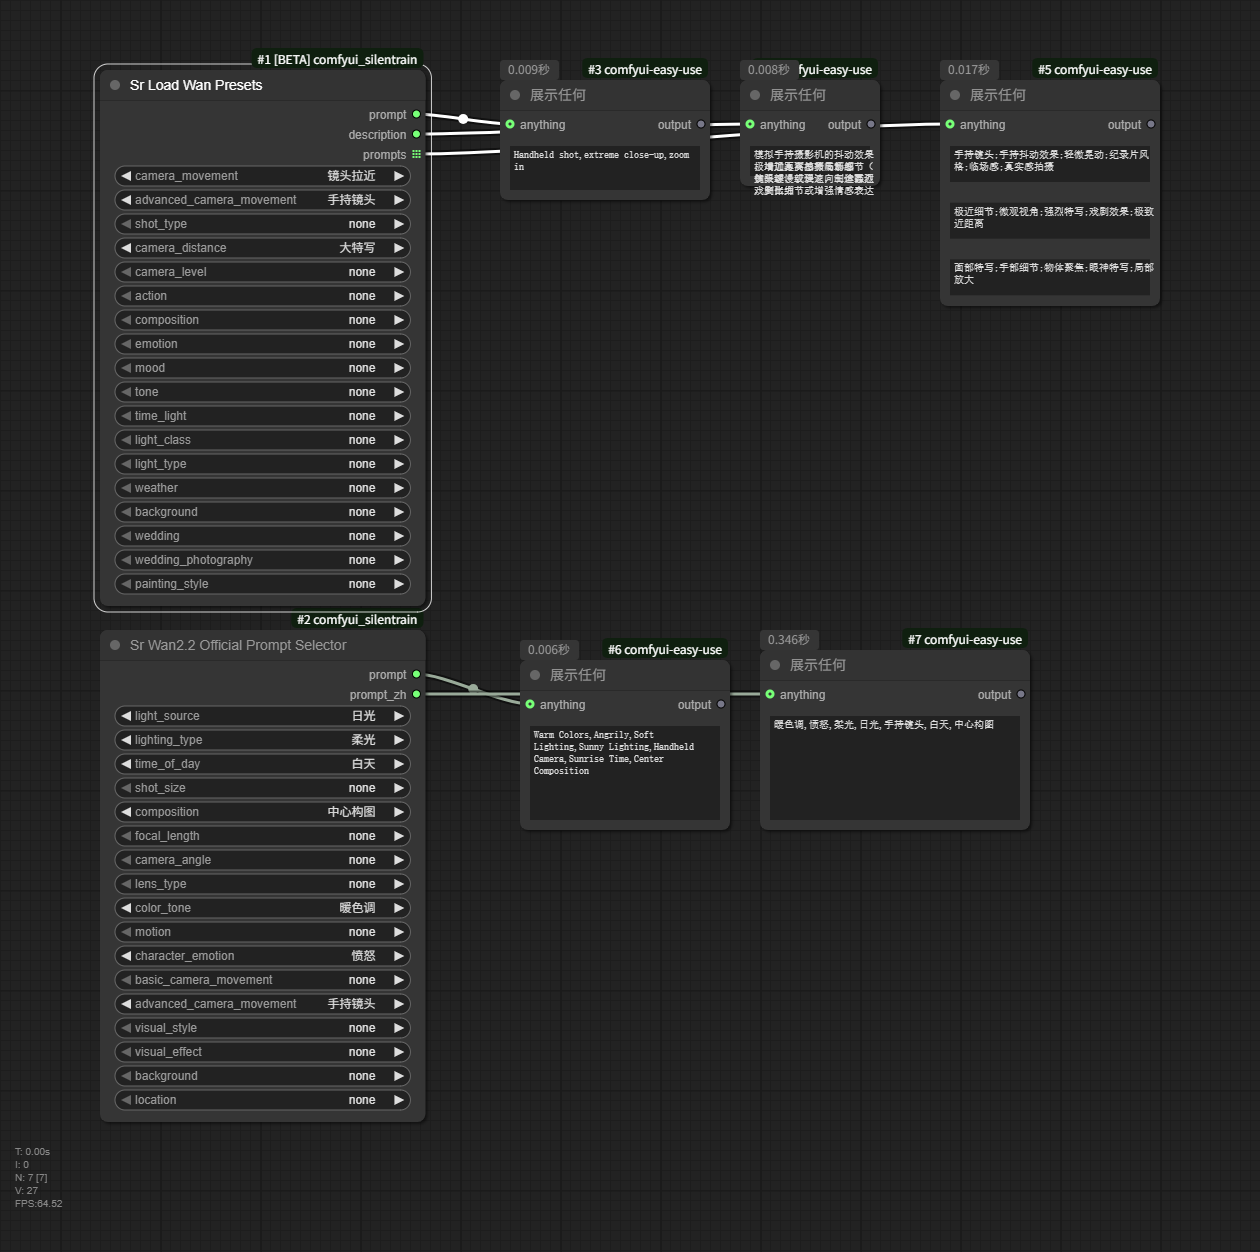 #1 [BETA] comfyui_silentrain
Sr Load Wan Presets
prompt
description
prompts
camera_movement 镜头拉近
advanced_camera_movement 手持镜头
shot_type none
camera_distance 大特写
camera_level none
action none
composition none
emotion none
mood none
tone none
time_light none
light_class none
light_type none
weather none
background none
wedding none
wedding_photography none
painting_style none
0.009秒 #3 comfyui-easy-use
展示任何
anything output
Handheld shot,extreme close-up,zoom
in
0.008秒 fyui-easy-use
展示任何
anything output
模拟手持摄影机的抖动效果
0.017秒 #5 comfyui-easy-use
展示任何
anything output
手持镜头;手持抖动效果;轻微晃动;纪录片风
格;临场感;真实感拍摄
极近细节;微观视角;强烈特写;戏剧效果;极致
近距离
面部特写;手部细节;物体聚焦;眼神特写;局部
放大
#2 comfyui_silentrain
Sr Wan2.2 Official Prompt Selector
prompt
prompt_zh
light_source 日光
lighting_type 柔光
time_of_day 白天
shot_size none
composition 中心构图
focal_length none
camera_angle none
lens_type none
color_tone 暖色调
motion none
character_emotion 愤怒
basic_camera_movement none
advanced_camera_movement 手持镜头
visual_style none
visual_effect none
background none
location none
0.006秒 #6 comfyui-easy-use
展示任何
anything output
Warm Colors,Angrily,Soft
Lighting,Sunny Lighting,Handheld
Camera,Sunrise Time,Center
Composition
0.346秒 #7 comfyui-easy-use
展示任何
anything output
暖色调,愤怒,柔光,日光,手持镜头,白天,中心构图
T: 0.00s
I: 0
N: 7 [7]
V: 27
FPS:64.52